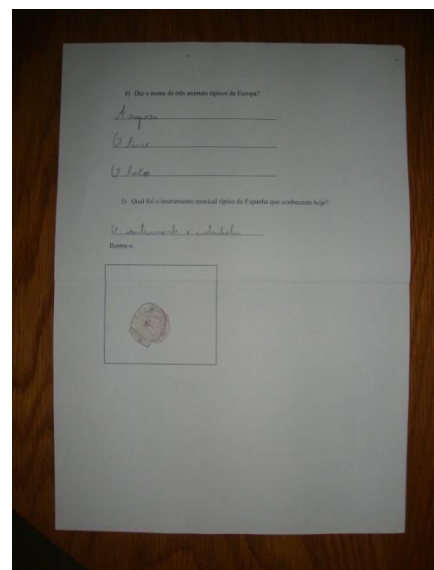 4) Diz o nome de três animais típicos da Europa?
A raposa
O lince
O lobo
5) Qual foi o instrumento musical típico da Espanha que conheceste hoje?
O
Ilustra-o.